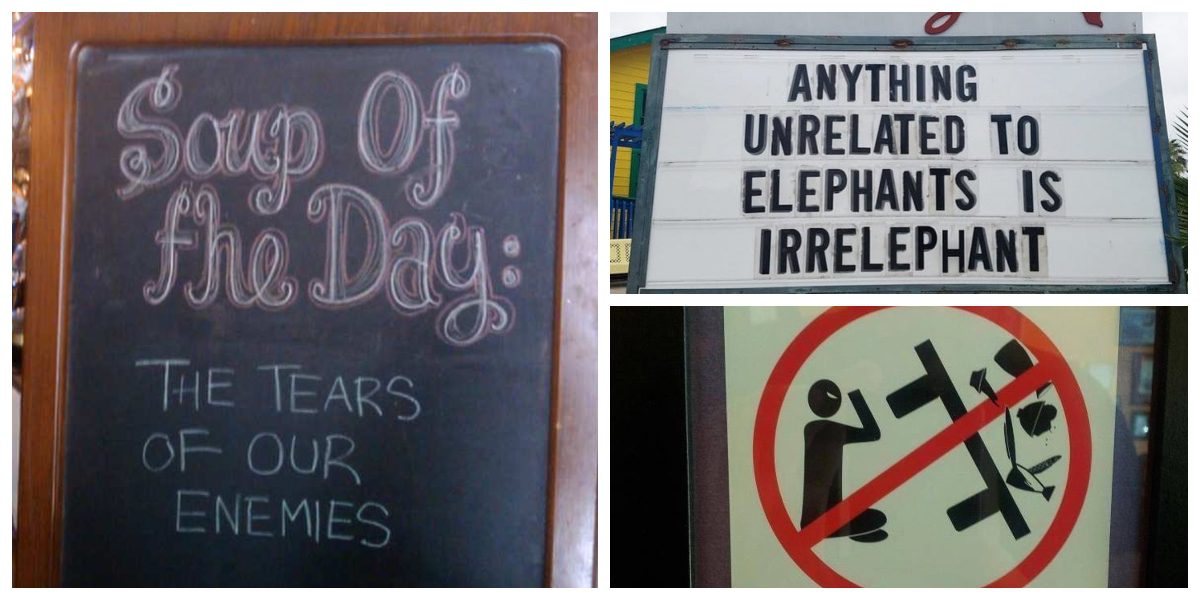 Soup Of
the Day:
THE TEARS
OF OUR
ENEMIES
ANYTHING
UNRELATED TO
ELEPHANTS IS
IRRELEPHANT